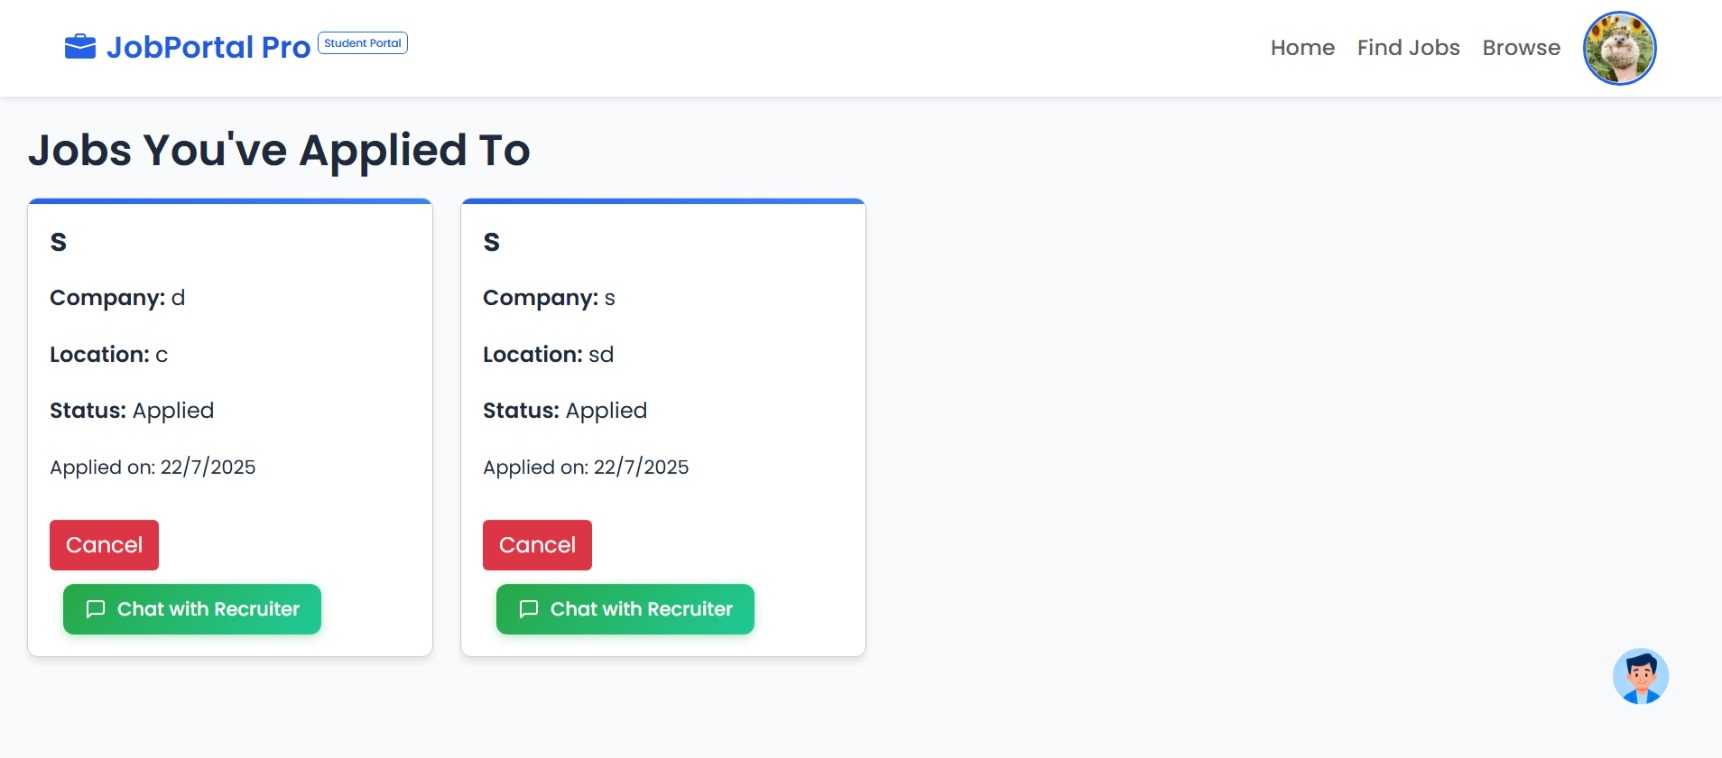 JobPortal Pro Student Portal
Home Find Jobs Browse
Jobs You've Applied To
s
Company: d
Location: c
Status: Applied
Applied on: 22/7/2025
Cancel
Chat with Recruiter
s
Company: s
Location: sd
Status: Applied
Applied on: 22/7/2025
Cancel
Chat with Recruiter